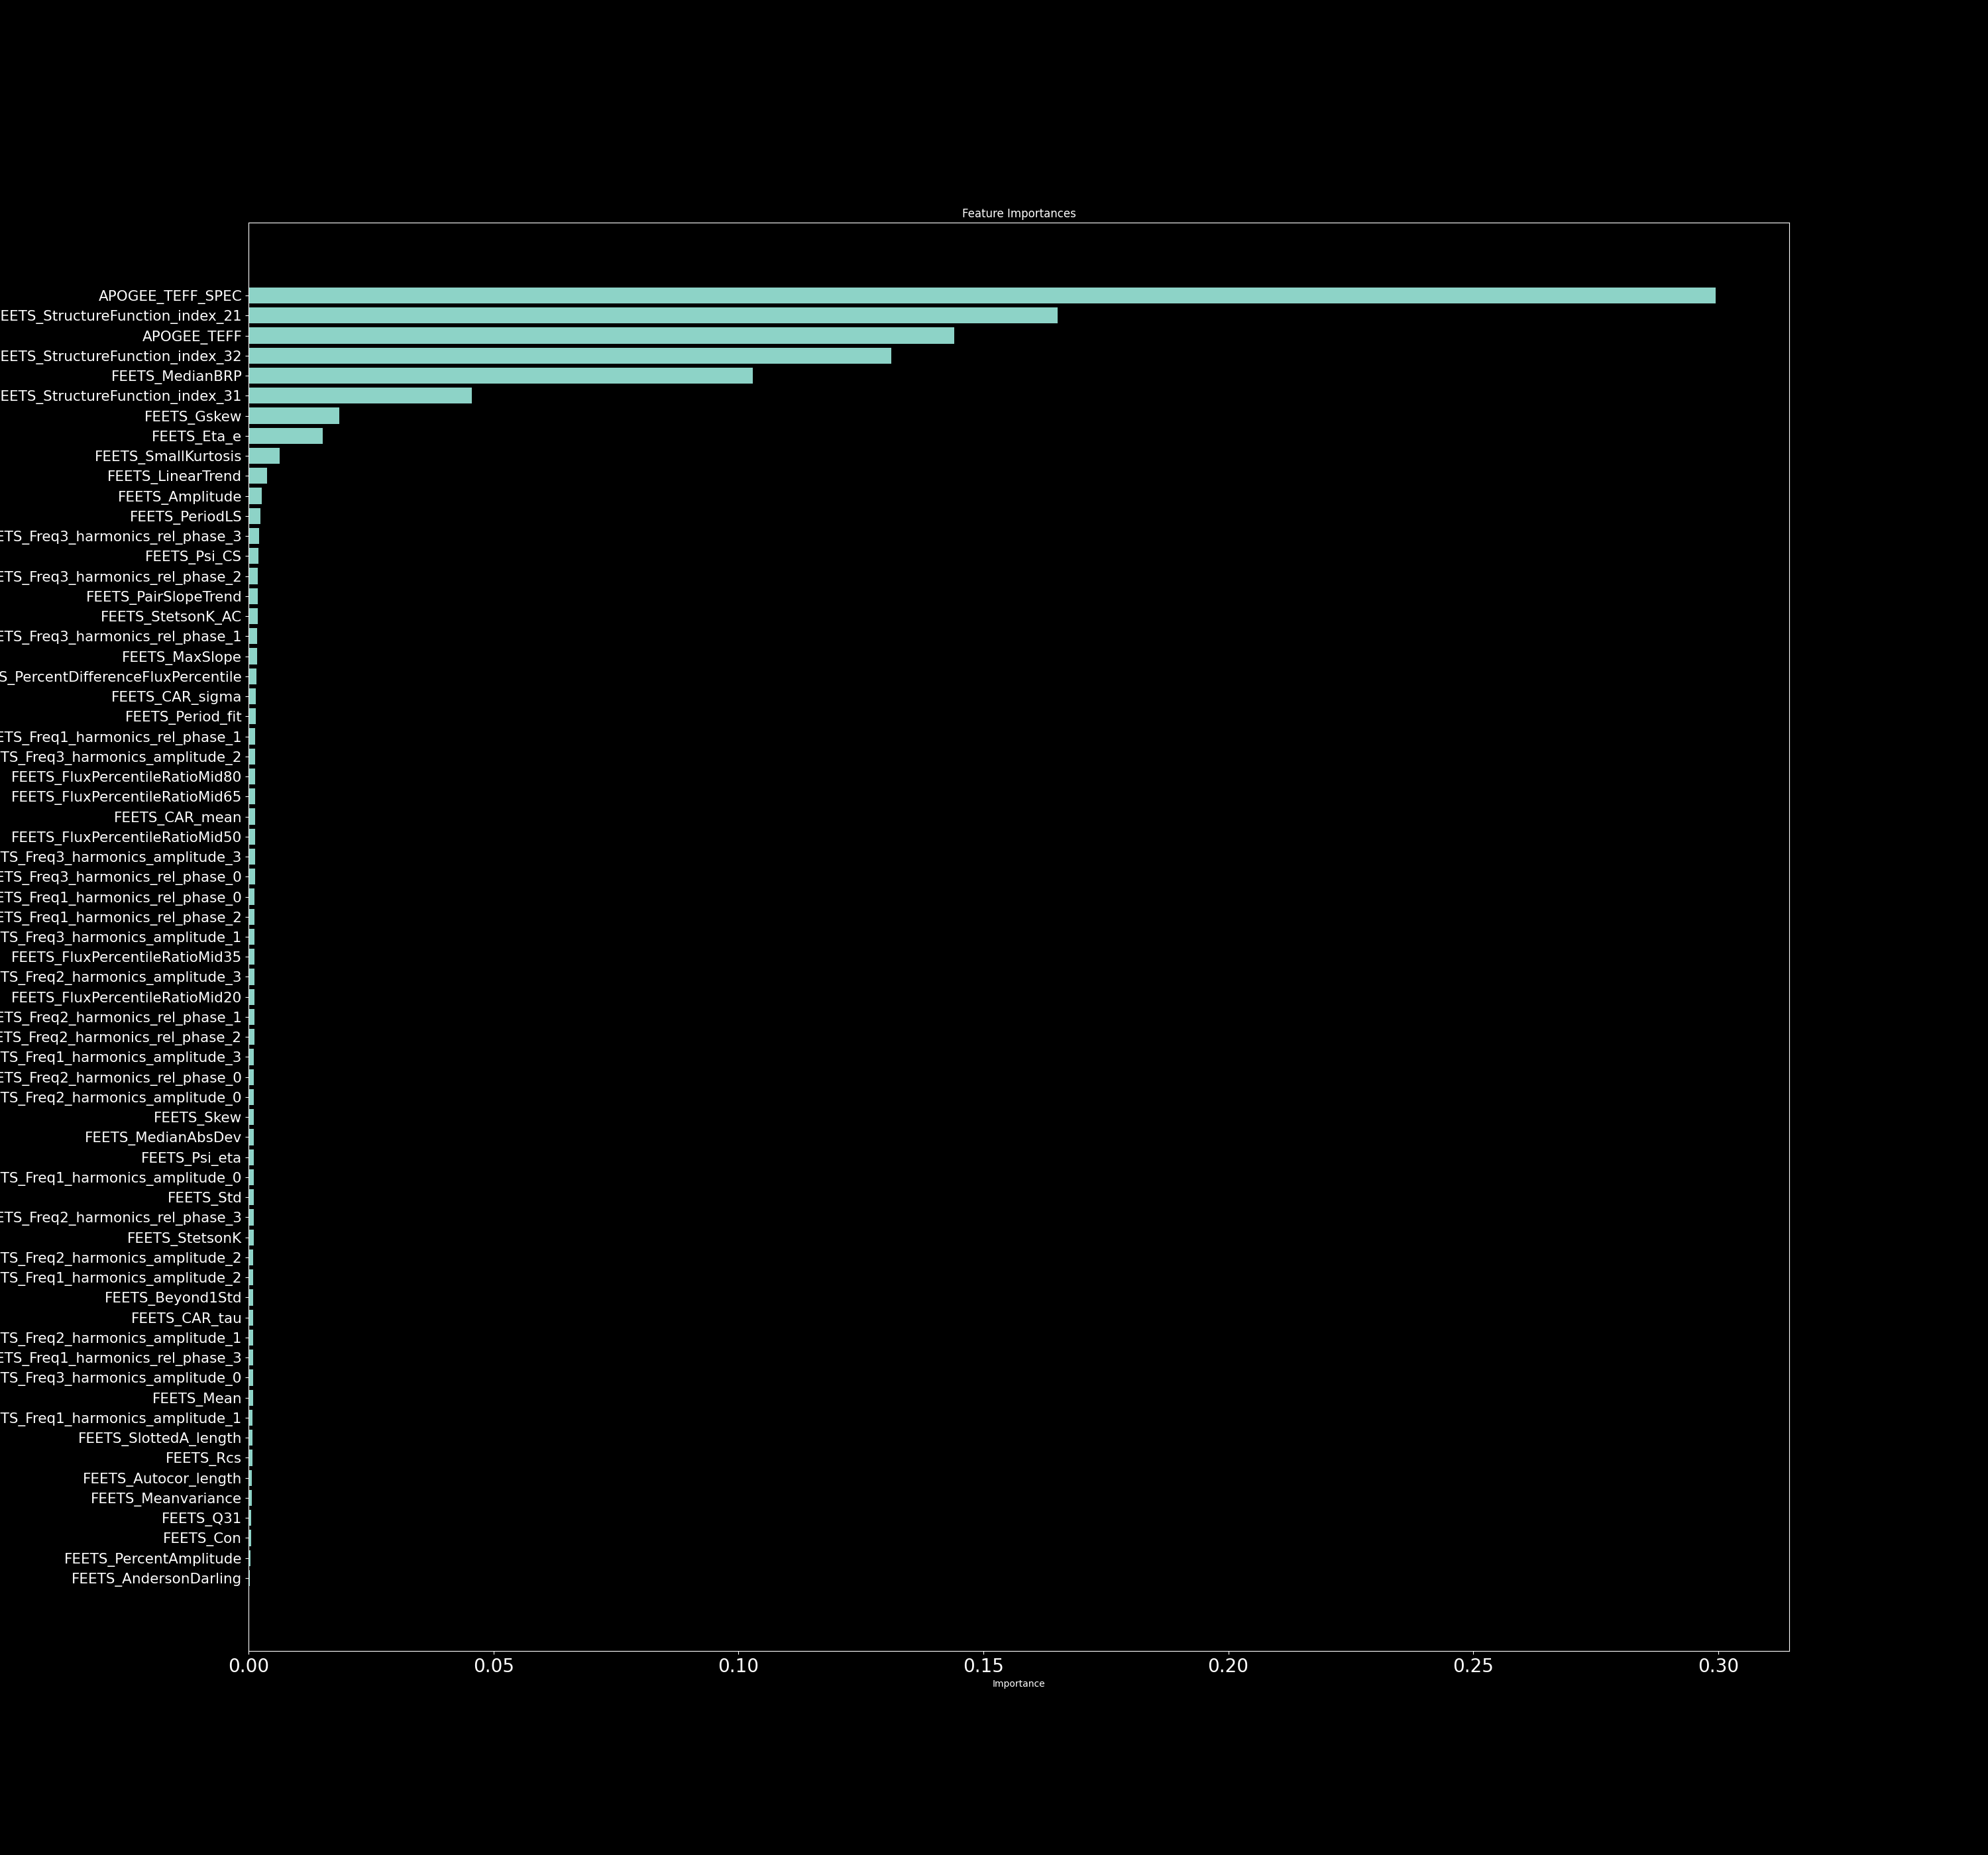 Feature Importances
APOGEE_TEFF_SPEC
EETS_StructureFunction_index_21
APOGEE_TEFF
EETS_StructureFunction_index_32
FEETS_MedianBRP
EETS_StructureFunction_index_31
FEETS_Gskew
FEETS_Eta_e
FEETS_SmallKurtosis
FEETS_LinearTrend
FEETS_Amplitude
FEETS_PeriodLS
ETS_Freq3_harmonics_rel_phase_3
FEETS_Psi_CS
ETS_Freq3_harmonics_rel_phase_2
FEETS_PairSlopeTrend
FEETS_StetsonK_AC
ETS_Freq3_harmonics_rel_phase_1
FEETS_MaxSlope
S_PercentDifferenceFluxPercentile
FEETS_CAR_sigma
FEETS_Period_fit
ETS_Freq1_harmonics_rel_phase_1
TS_Freq3_harmonics_amplitude_2
FEETS_FluxPercentileRatioMid80
FEETS_FluxPercentileRatioMid65
FEETS_CAR_mean
FEETS_FluxPercentileRatioMid50
TS_Freq3_harmonics_amplitude_3
ETS_Freq3_harmonics_rel_phase_0
ETS_Freq1_harmonics_rel_phase_0
ETS_Freq1_harmonics_rel_phase_2
TS_Freq3_harmonics_amplitude_1
FEETS_FluxPercentileRatioMid35
TS_Freq2_harmonics_amplitude_3
FEETS_FluxPercentileRatioMid20
ETS_Freq2_harmonics_rel_phase_1
ETS_Freq2_harmonics_rel_phase_2
TS_Freq1_harmonics_amplitude_3
ETS_Freq2_harmonics_rel_phase_0
TS_Freq2_harmonics_amplitude_0
FEETS_Skew
FEETS_MedianAbsDev
FEETS_Psi_eta
TS_Freq1_harmonics_amplitude_0
FEETS_Std
ETS_Freq2_harmonics_rel_phase_3
FEETS_StetsonK
TS_Freq2_harmonics_amplitude_2
TS_Freq1_harmonics_amplitude_2
FEETS_Beyond1Std
FEETS_CAR_tau
TS_Freq2_harmonics_amplitude_1
ETS_Freq1_harmonics_rel_phase_3
TS_Freq3_harmonics_amplitude_0
FEETS_Mean
TS_Freq1_harmonics_amplitude_1
FEETS_SlottedA_length
FEETS_Rcs
FEETS_Autocor_length
FEETS_Meanvariance
FEETS_Q31
FEETS_Con
FEETS_PercentAmplitude
FEETS_AndersonDarling
0.00 0.05 0.10 0.15 0.20 0.25 0.30
Importance